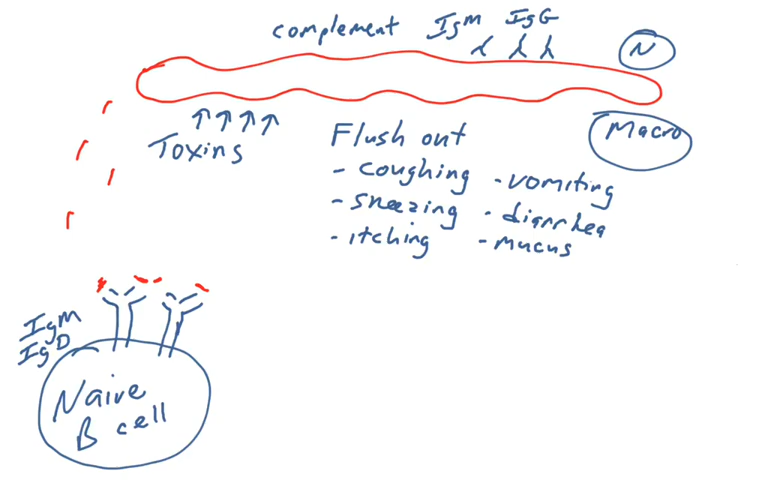 complement IgM IgG
N
↑↑↑↑
Toxins
Macro
Flush out
- coughing
- sneezing
- itching
- vomiting
- diarrhea
- mucus
IgM
IgD
Naive
B cell